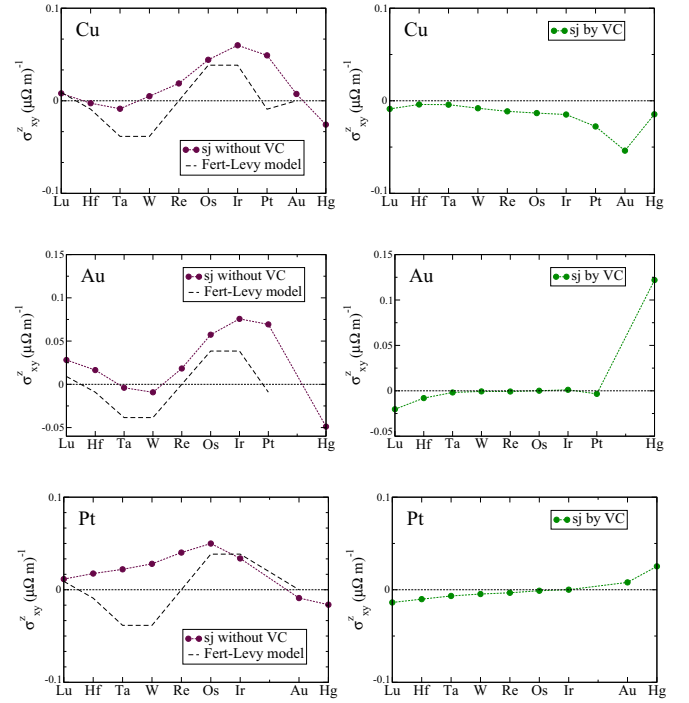 0.1
Cu
σ^z_xy (μΩ m)^-1
0
sj without VC
Fert-Levy model
-0.1
Lu Hf Ta W Re Os Ir Pt Au Hg
0.1
Cu
sj by VC
σ^z_xy (μΩ m)^-1
0
-0.1
Lu Hf Ta W Re Os Ir Pt Au Hg
0.15
Au
sj without VC
Fert-Levy model
0.1
σ^z_xy (μΩ m)^-1
0.05
0
-0.05
Lu Hf Ta W Re Os Ir Pt Hg
0.15
Au
sj by VC
0.1
σ^z_xy (μΩ m)^-1
0.05
0
-0.05
Lu Hf Ta W Re Os Ir Pt Hg
0.1
Pt
σ^z_xy (μΩ m)^-1
0
sj without VC
Fert-Levy model
-0.1
Lu Hf Ta W Re Os Ir Au Hg
0.1
Pt
sj by VC
σ^z_xy (μΩ m)^-1
0
-0.1
Lu Hf Ta W Re Os Ir Au Hg